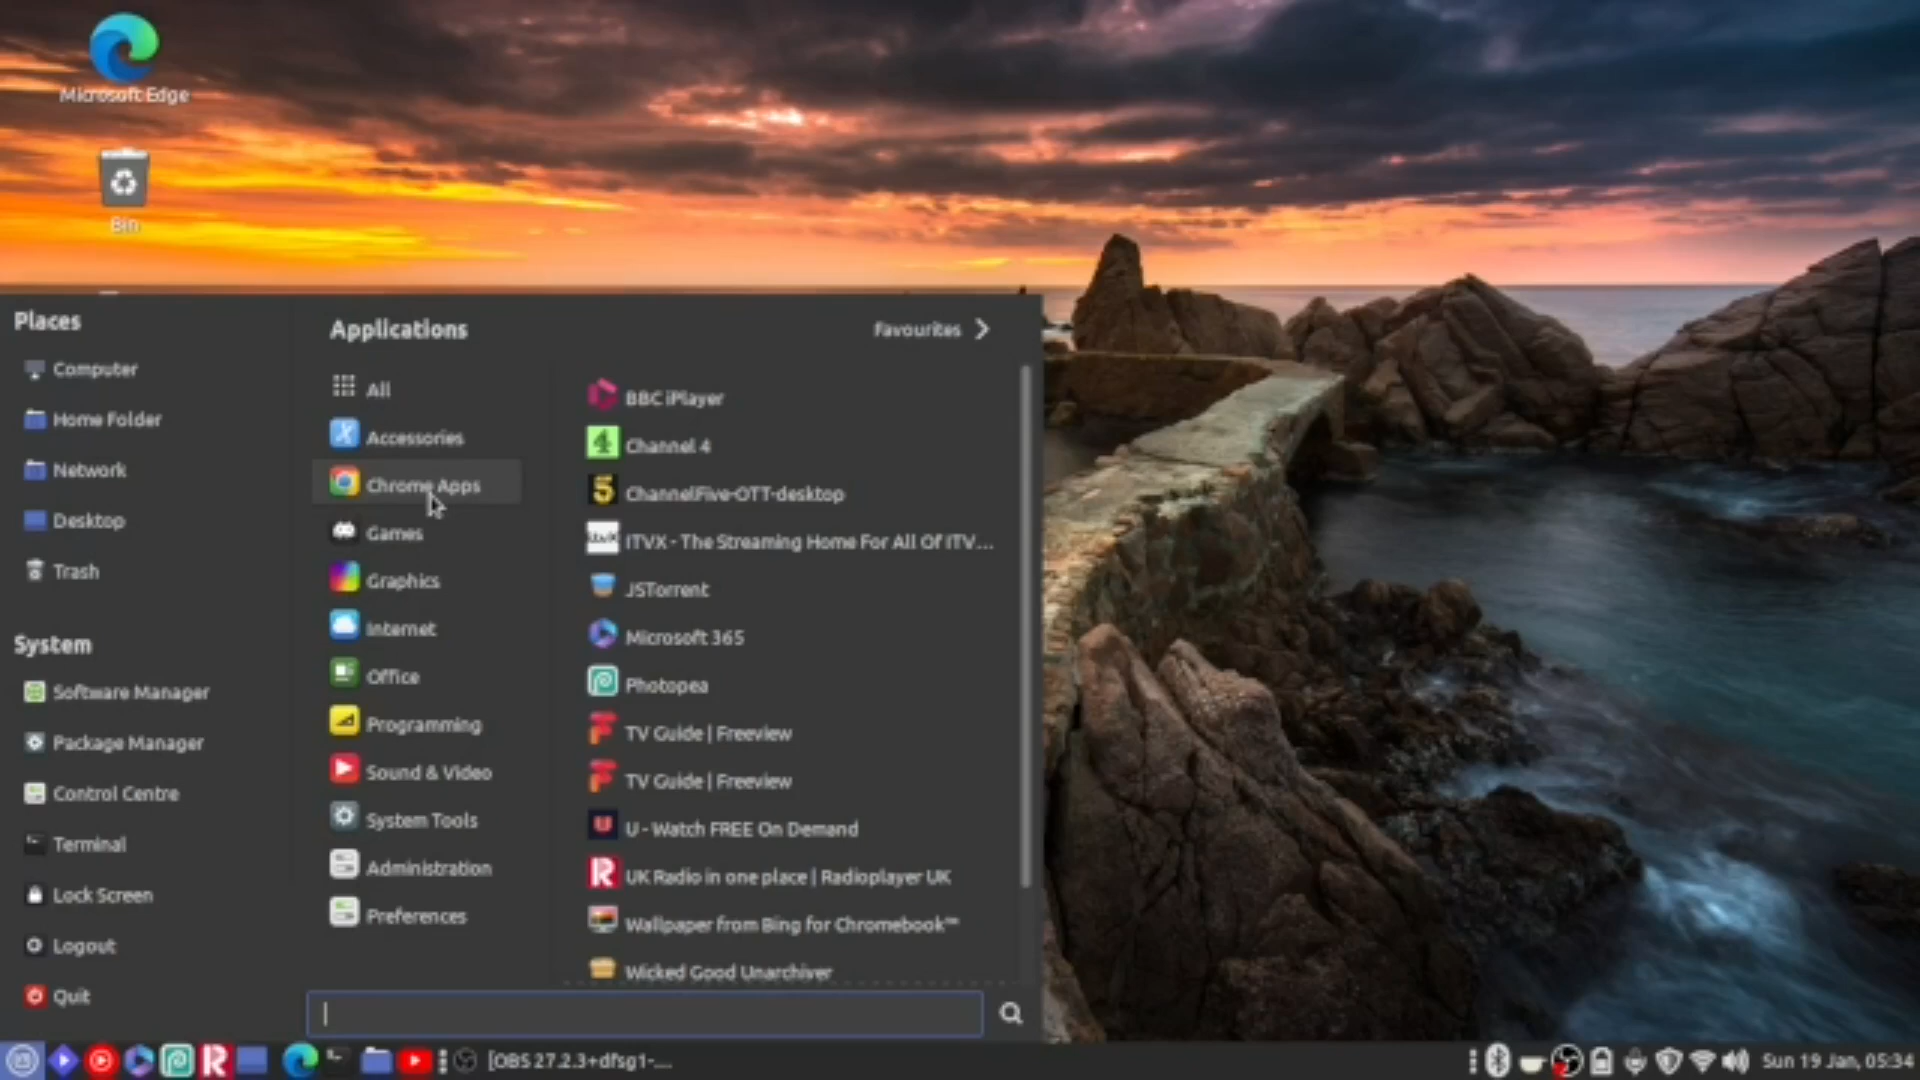 Microsoft Edge
Bin
Places
Computer
Home Folder
Network
Desktop
Trash
System
Software Manager
Package Manager
Control Centre
Terminal
Lock Screen
Logout
Quit
Applications
Favourites
All
Accessories
Chrome Apps
Games
Graphics
Internet
Office
Programming
Sound & Video
System Tools
Administration
Preferences
BBC iPlayer
Channel 4
ChannelFive-OTT-desktop
ITVX - The Streaming Home For All Of ITV...
JSTorrent
Microsoft 365
Photopea
TV Guide | Freeview
TV Guide | Freeview
U - Watch FREE On Demand
UK Radio in one place | Radioplayer UK
Wallpaper from Bing for Chromebook™
Wicked Good Unarchiver
[OBS 27.2.3+dfsg1-...
Sun 19 Jan, 05:34